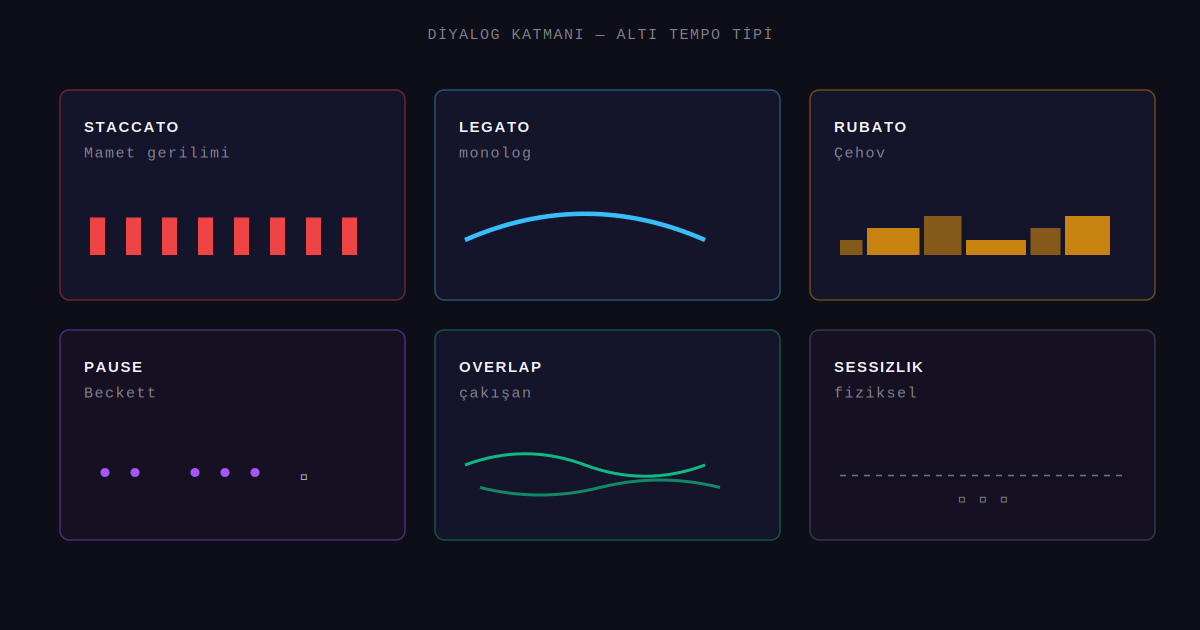 DİYALOG KATMANI — ALTI TEMPO TİPİ
STACCATO
Mamet gerilimi
LEGATO
monolog
RUBATO
Çehov
PAUSE
Beckett
OVERLAP
çakışan
SESSIZLIK
fiziksel